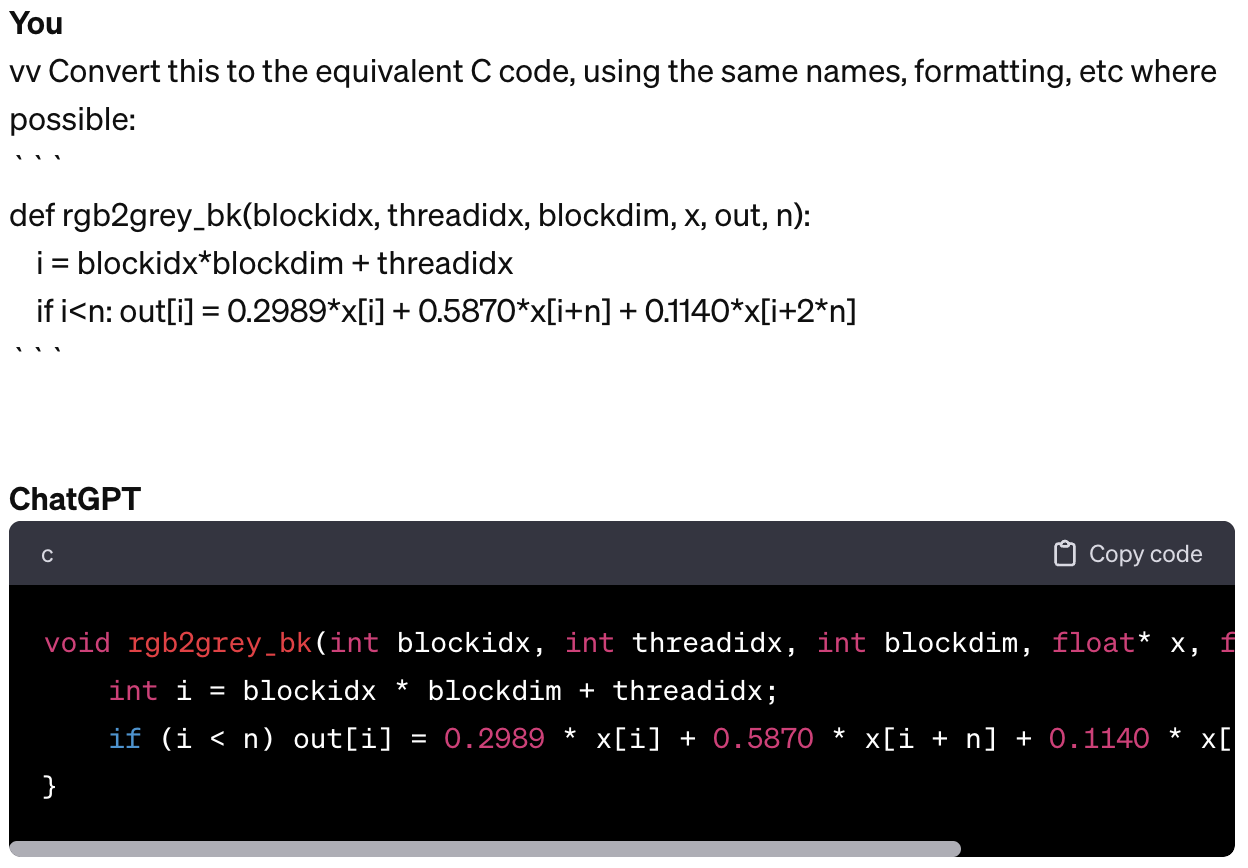 You
vv Convert this to the equivalent C code, using the same names, formatting, etc where
possible:
```
def rgb2grey_bk(blockidx, threadidx, blockdim, x, out, n):
    i = blockidx*blockdim + threadidx
    if i<n: out[i] = 0.2989*x[i] + 0.5870*x[i+n] + 0.1140*x[i+2*n]
```
ChatGPT
c Copy code
void rgb2grey_bk(int blockidx, int threadidx, int blockdim, float* x, f
    int i = blockidx * blockdim + threadidx;
    if (i < n) out[i] = 0.2989 * x[i] + 0.5870 * x[i + n] + 0.1140 * x[
}